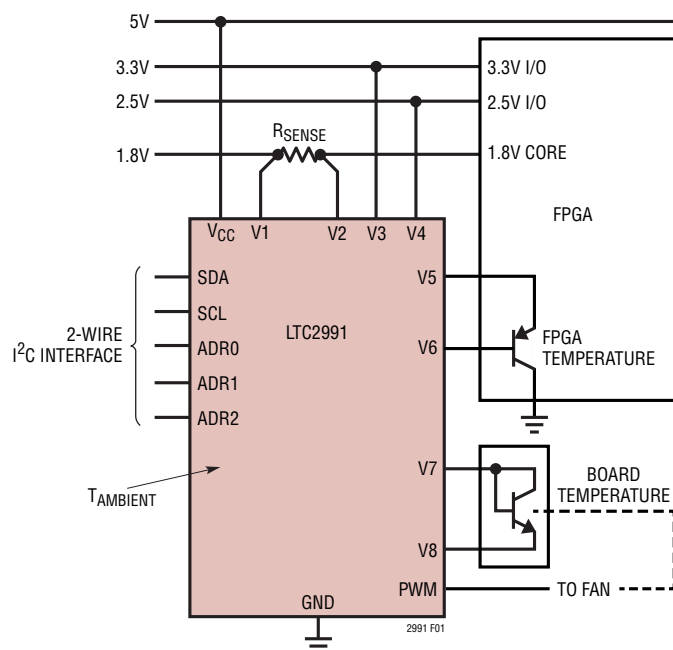 5V
3.3V
2.5V
1.8V
RSENSE
3.3V I/O
2.5V I/O
1.8V CORE
FPGA
VCC V1 V2 V3 V4
SDA
SCL
ADR0
ADR1
ADR2
2-WIRE
I2C INTERFACE
LTC2991
V5
V6
FPGA
TEMPERATURE
TAMBIENT
V7
V8
BOARD
TEMPERATURE
PWM
TO FAN
GND
2991 F01